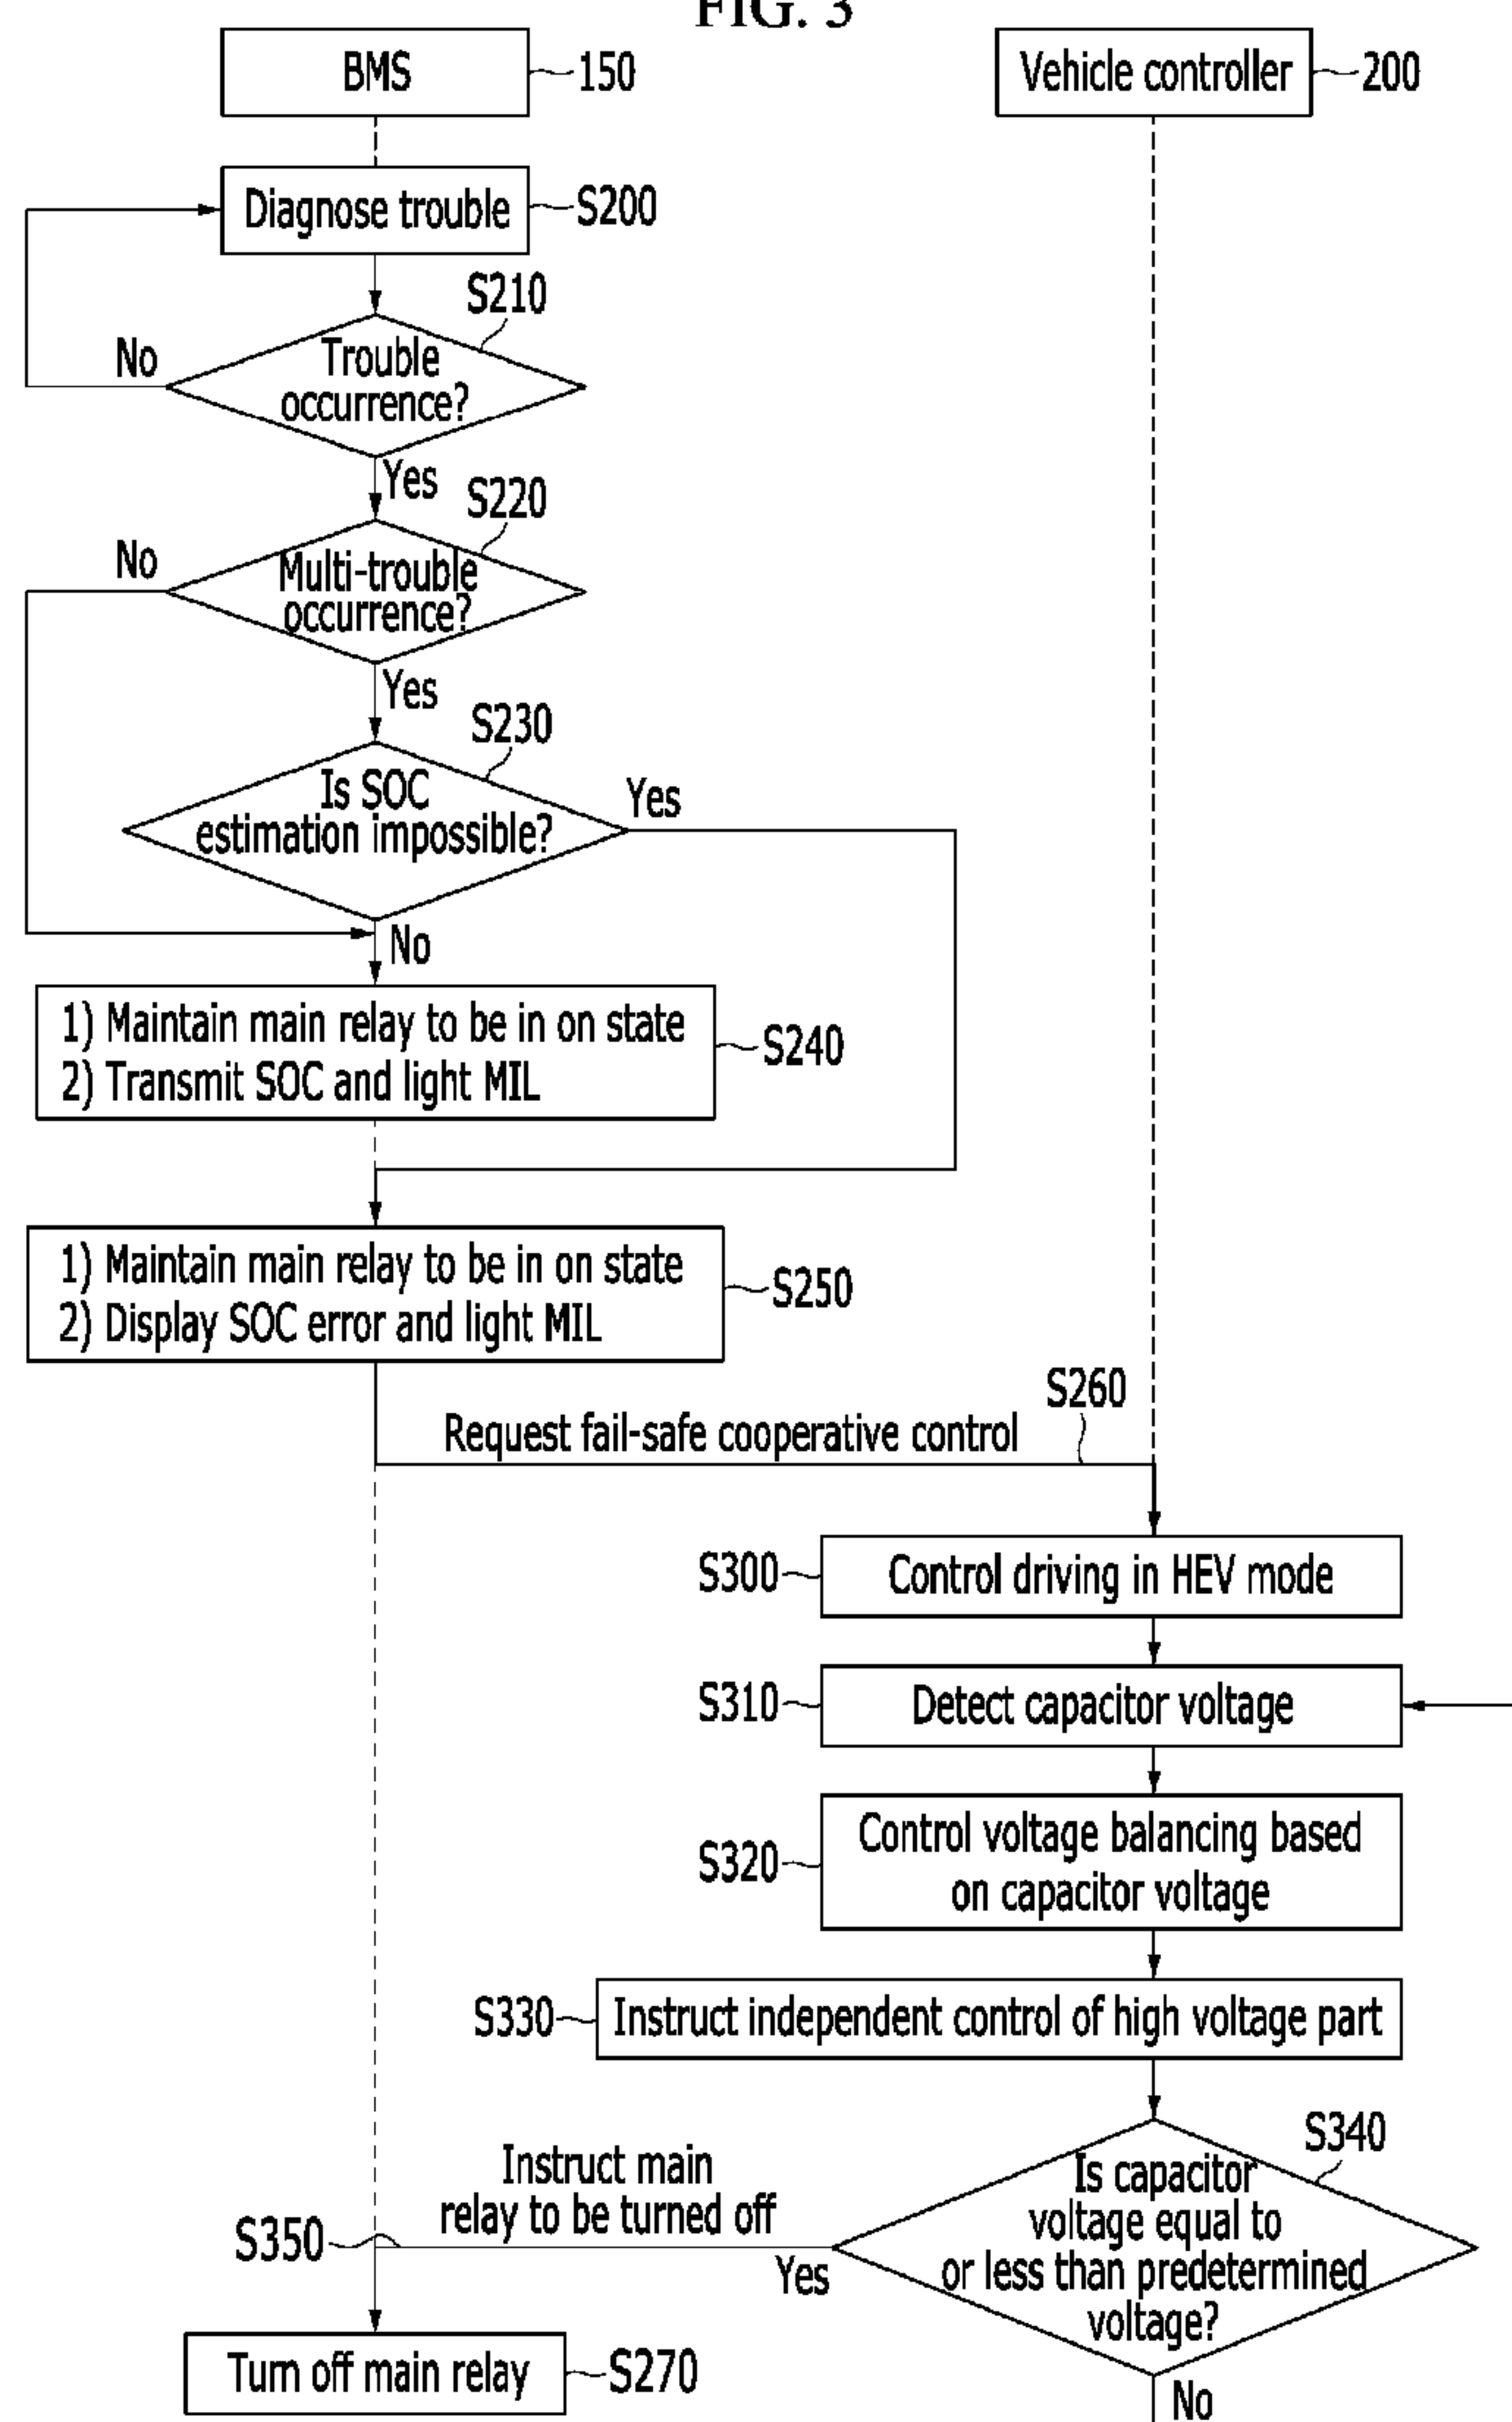 FIG. 3
BMS
150
Vehicle controller
200
Diagnose trouble
S200
S210
Trouble
occurrence?
No
Yes
S220
Multi-trouble
occurrence?
No
Yes
S230
Is SOC
estimation impossible?
Yes
No
1) Maintain main relay to be in on state
2) Transmit SOC and light MIL
S240
1) Maintain main relay to be in on state
2) Display SOC error and light MIL
S250
S260
Request fail-safe cooperative control
S300
Control driving in HEV mode
S310
Detect capacitor voltage
S320
Control voltage balancing based
on capacitor voltage
S330
Instruct independent control of high voltage part
S340
Is capacitor
voltage equal to
or less than predetermined
voltage?
Instruct main
relay to be turned off
S350
Yes
Turn off main relay
S270
No